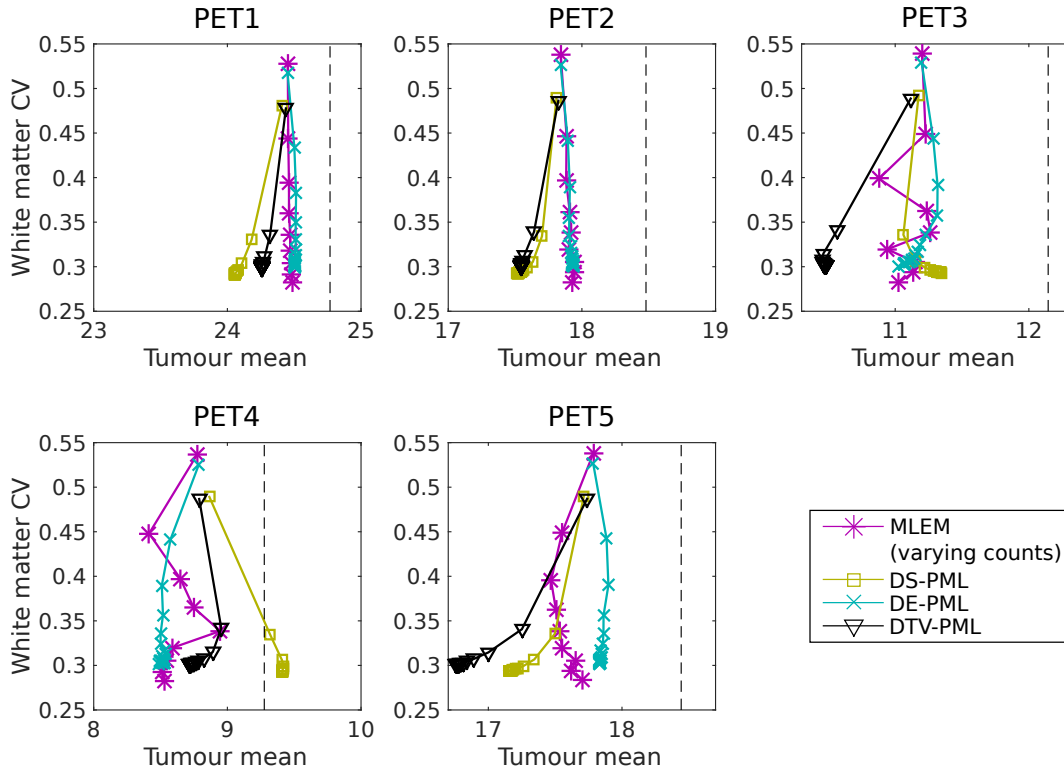 PET1
PET2
PET3
White matter CV
0.55
0.5
0.45
0.4
0.35
0.3
0.25
23
24
25
Tumour mean
0.55
0.5
0.45
0.4
0.35
0.3
0.25
17
18
19
Tumour mean
0.55
0.5
0.45
0.4
0.35
0.3
0.25
11
12
Tumour mean
PET4
PET5
White matter CV
0.55
0.5
0.45
0.4
0.35
0.3
0.25
8
9
10
Tumour mean
0.55
0.5
0.45
0.4
0.35
0.3
0.25
17
18
Tumour mean
MLEM
(varying counts)
DS-PML
DE-PML
DTV-PML